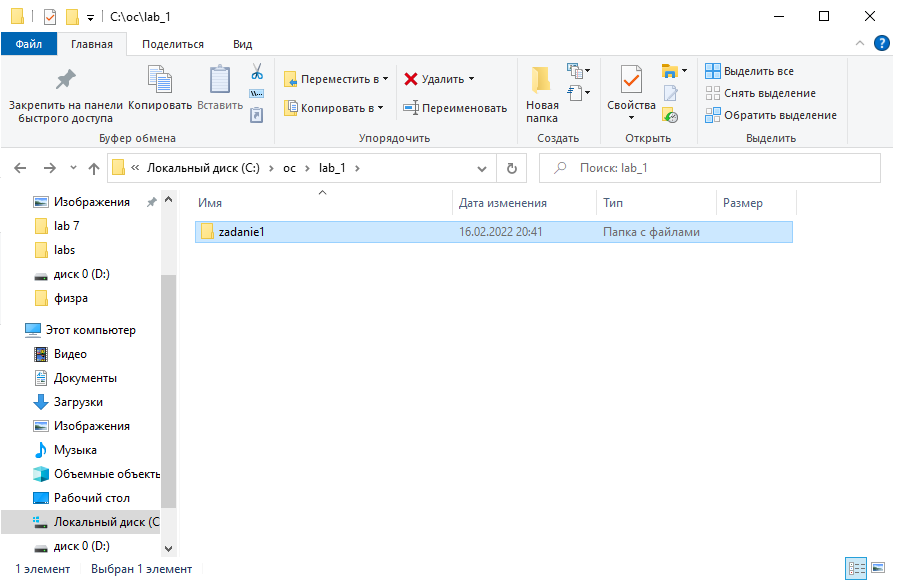 C:\oc\lab_1
Файл Главная Поделиться Вид
Закрепить на панели быстрого доступа
Копировать
Вставить
Переместить в
Копировать в
Удалить
Переименовать
Новая папка
Свойства
Выделить все
Снять выделение
Обратить выделение
Буфер обмена Упорядочить Создать Открыть Выделить
« Локальный диск (C:) › oc › lab_1 ›
Поиск: lab_1
Имя Дата изменения Тип Размер
zadanie1 16.02.2022 20:41 Папка с файлами
Изображения
lab 7
labs
диск 0 (D:)
физра
Этот компьютер
Видео
Документы
Загрузки
Изображения
Музыка
Объемные объекты
Рабочий стол
Локальный диск (C
диск 0 (D:)
1 элемент Выбран 1 элемент